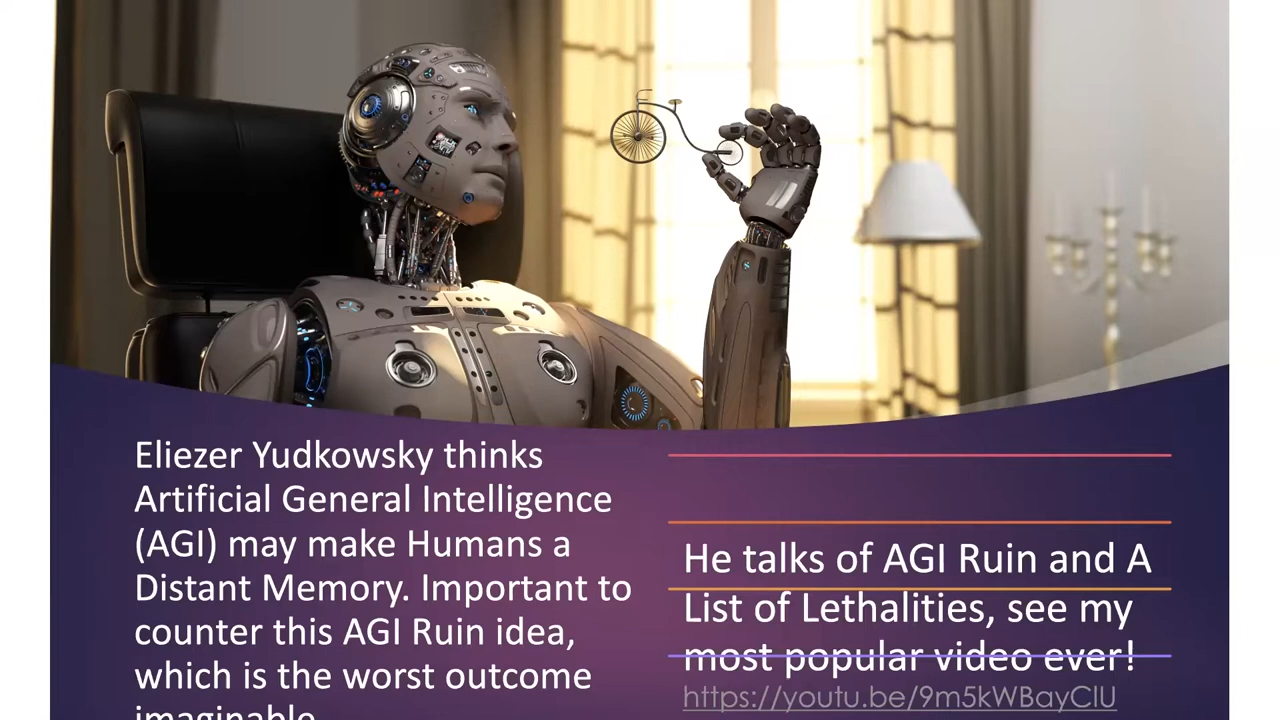 Eliezer Yudkowsky thinks
Artificial General Intelligence
(AGI) may make Humans a
Distant Memory. Important to
counter this AGI Ruin idea,
which is the worst outcome
imaginable.
He talks of AGI Ruin and A
List of Lethalities, see my
most popular video ever!
https://youtu.be/9m5kWBayClU